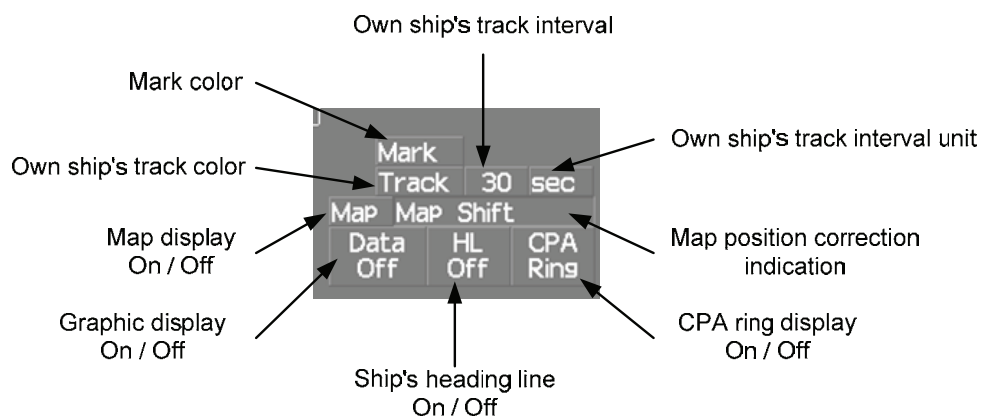 Own ship's track interval
Mark color
Own ship's track interval unit
Own ship's track color
Mark
Track 30 sec
Map Map Shift
Data Off
HL Off
CPA Ring
Map display
On / Off
Map position correction
indication
Graphic display
On / Off
CPA ring display
On / Off
Ship's heading line
On / Off